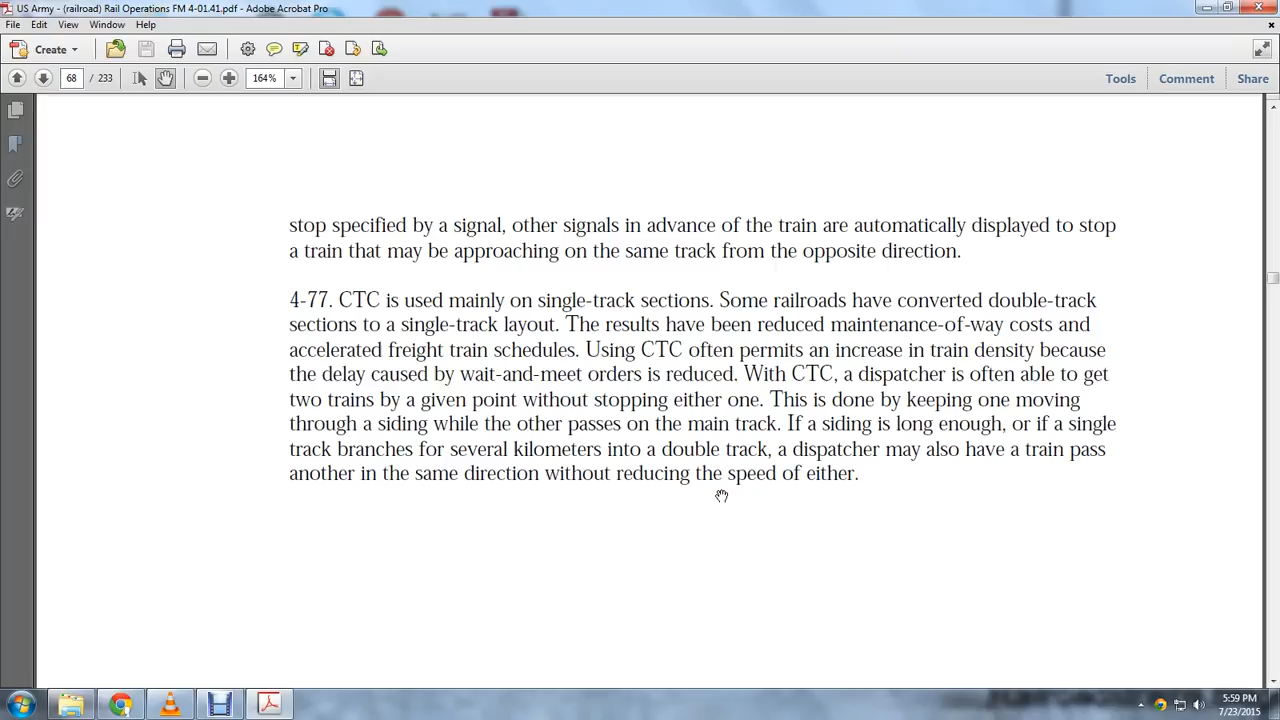 US Army - (railroad) Rail Operations FM 4-01.41.pdf - Adobe Acrobat Pro
File Edit View Window Help
Create
68 / 233 164% Tools Comment Share
stop specified by a signal, other signals in advance of the train are automatically displayed to stop
a train that may be approaching on the same track from the opposite direction.
4-77. CTC is used mainly on single-track sections. Some railroads have converted double-track
sections to a single-track layout. The results have been reduced maintenance-of-way costs and
accelerated freight train schedules. Using CTC often permits an increase in train density because
the delay caused by wait-and-meet orders is reduced. With CTC, a dispatcher is often able to get
two trains by a given point without stopping either one. This is done by keeping one moving
through a siding while the other passes on the main track. If a siding is long enough, or if a single
track branches for several kilometers into a double track, a dispatcher may also have a train pass
another in the same direction without reducing the speed of either.
5:59 PM
7/23/2015